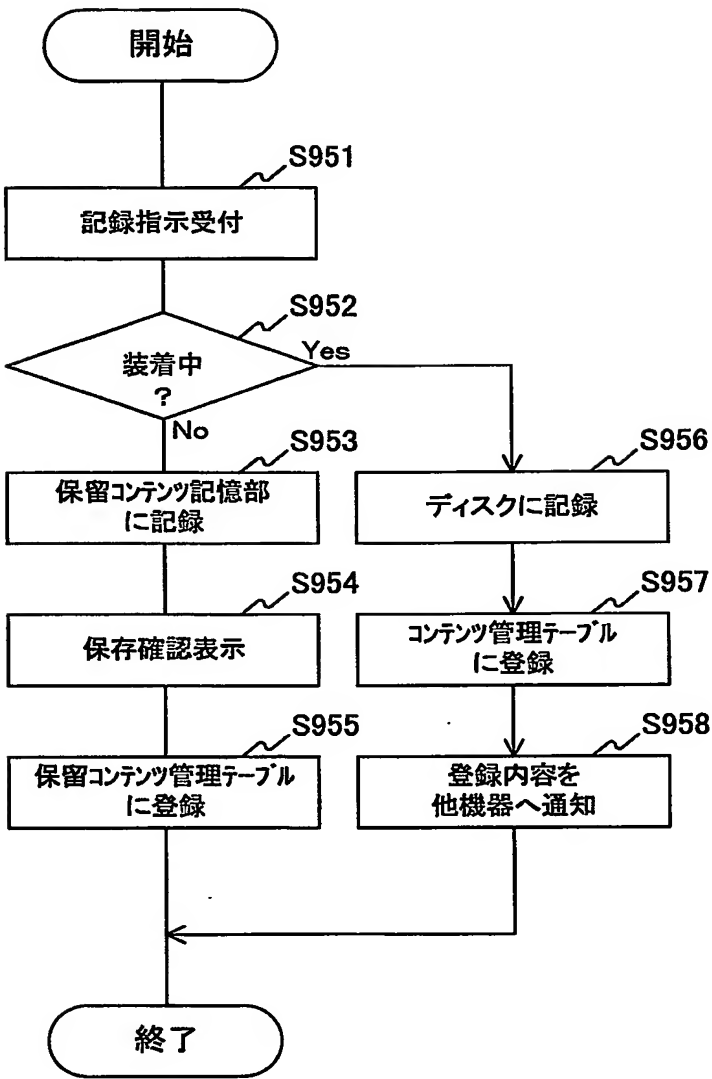 開始
S951
記録指示受付
S952
装着中
?
Yes
No
S953
保留コンテンツ記憶部
に記録
S954
保存確認表示
S955
保留コンテンツ管理テーブル
に登録
S956
ディスクに記録
S957
コンテンツ管理テーブル
に登録
S958
登録内容を
他機器へ通知
終了